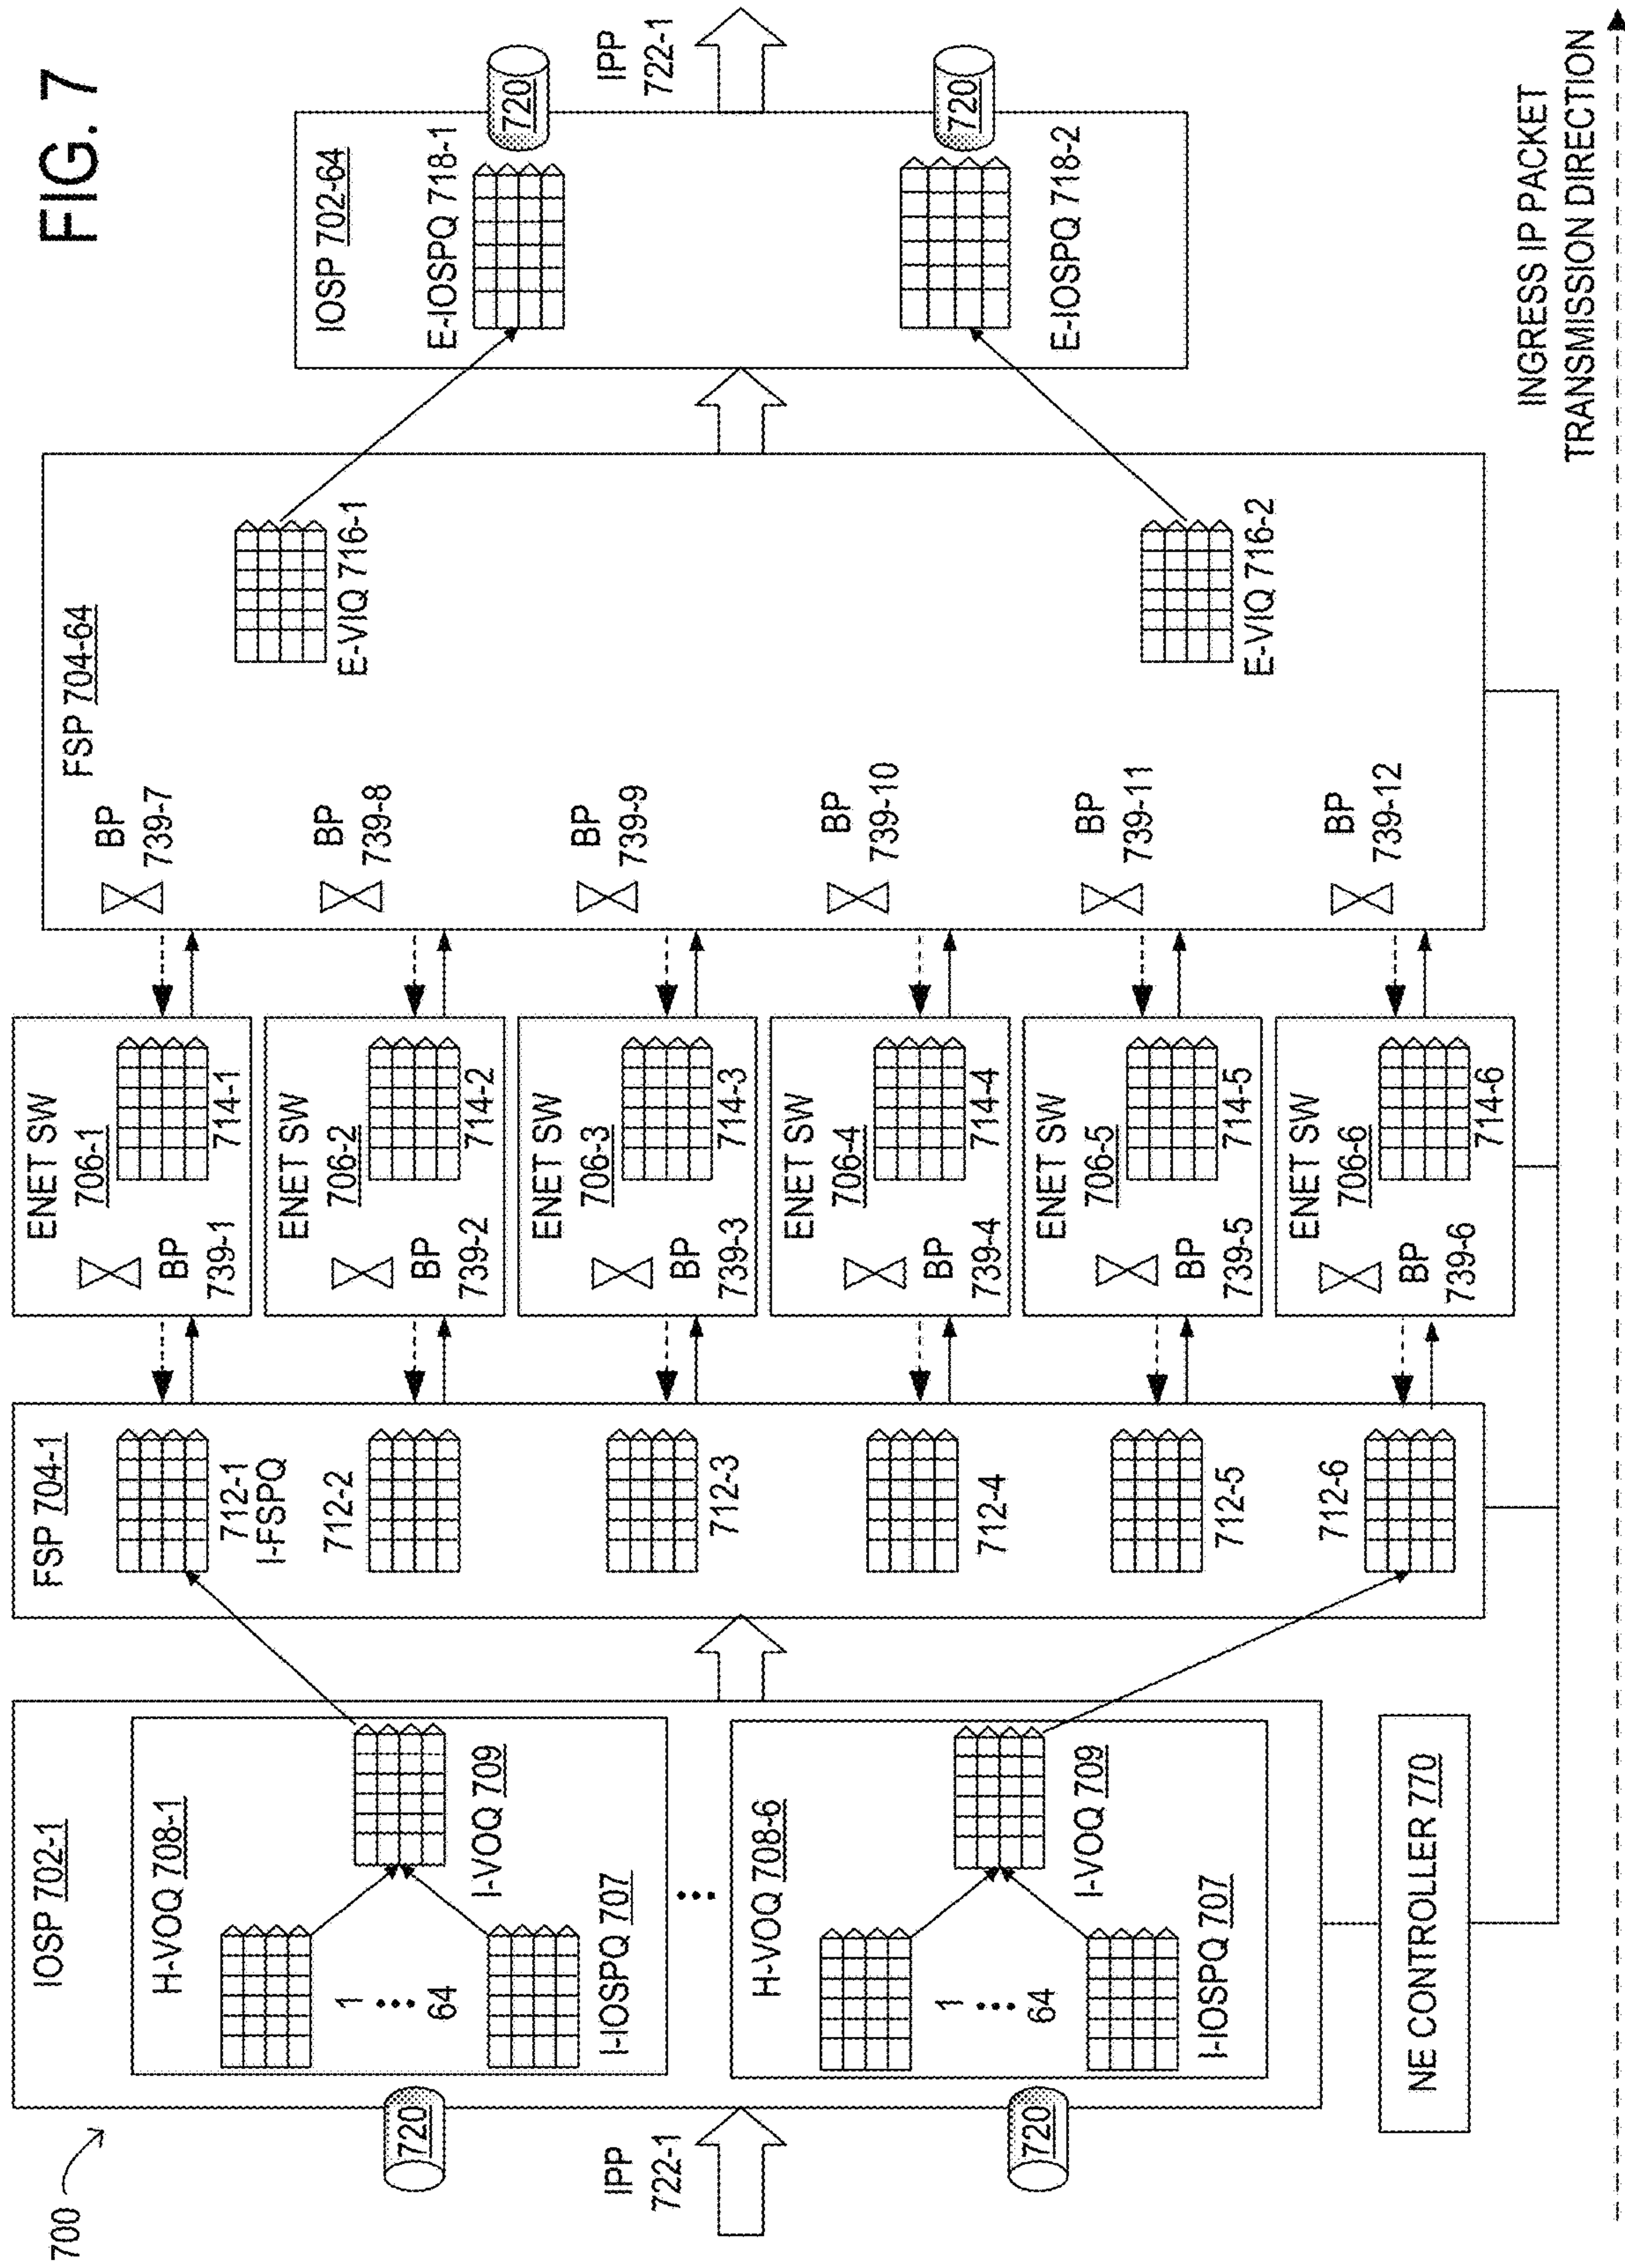 FIG. 7
700
IPP
722-1
720
720
IOSP 702-1
H-VOQ 708-1
1
64
I-IOSPQ 707
I-VOQ 709
H-VOQ 708-6
1
64
I-IOSPQ 707
I-VOQ 709
NE CONTROLLER 770
FSP 704-1
712-1
I-FSPQ
712-2
712-3
712-4
712-5
712-6
ENET SW
706-1
BP
739-1
714-1
ENET SW
706-2
BP
739-2
714-2
ENET SW
706-3
BP
739-3
714-3
ENET SW
706-4
BP
739-4
714-4
ENET SW
706-5
BP
739-5
714-5
ENET SW
706-6
BP
739-6
714-6
FSP 704-64
BP
739-7
BP
739-8
BP
739-9
BP
739-10
BP
739-11
BP
739-12
E-VIQ 716-1
E-VIQ 716-2
IOSP 702-64
E-IOSPQ 718-1
720
E-IOSPQ 718-2
720
IPP
722-1
INGRESS IP PACKET
TRANSMISSION DIRECTION